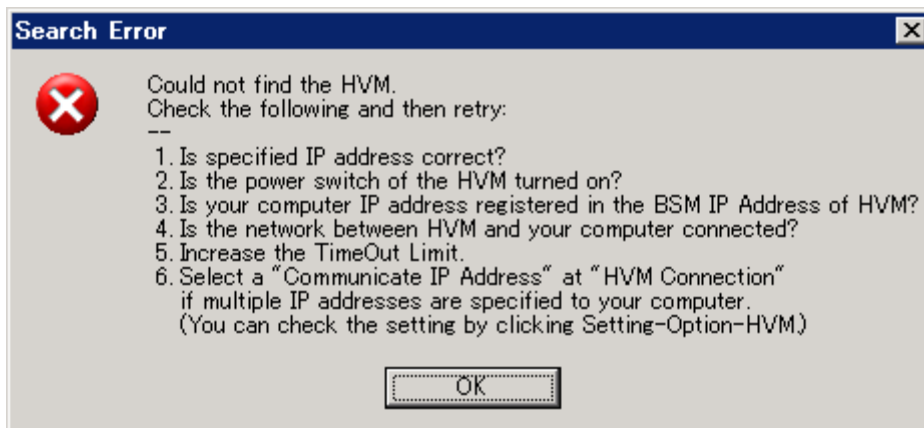 Search Error
Could not find the HVM.
Check the following and then retry:
--
1. Is specified IP address correct?
2. Is the power switch of the HVM turned on?
3. Is your computer IP address registered in the BSM IP Address of HVM?
4. Is the network between HVM and your computer connected?
5. Increase the TimeOut Limit.
6. Select a "Communicate IP Address" at "HVM Connection"
if multiple IP addresses are specified to your computer.
(You can check the setting by clicking Setting-Option-HVM.)
OK